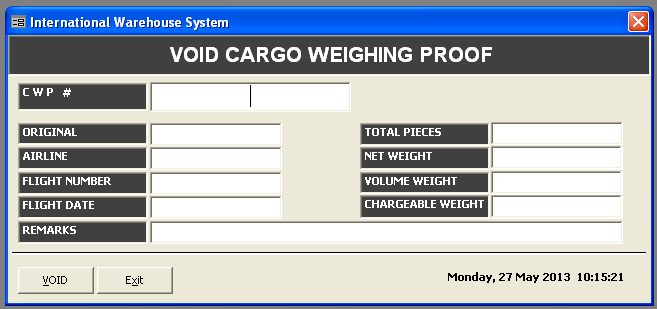 International Warehouse System
VOID CARGO WEIGHING PROOF
C W P #
ORIGINAL
AIRLINE
FLIGHT NUMBER
FLIGHT DATE
REMARKS
TOTAL PIECES
NET WEIGHT
VOLUME WEIGHT
CHARGEABLE WEIGHT
VOID
Exit
Monday, 27 May 2013 10:15:21